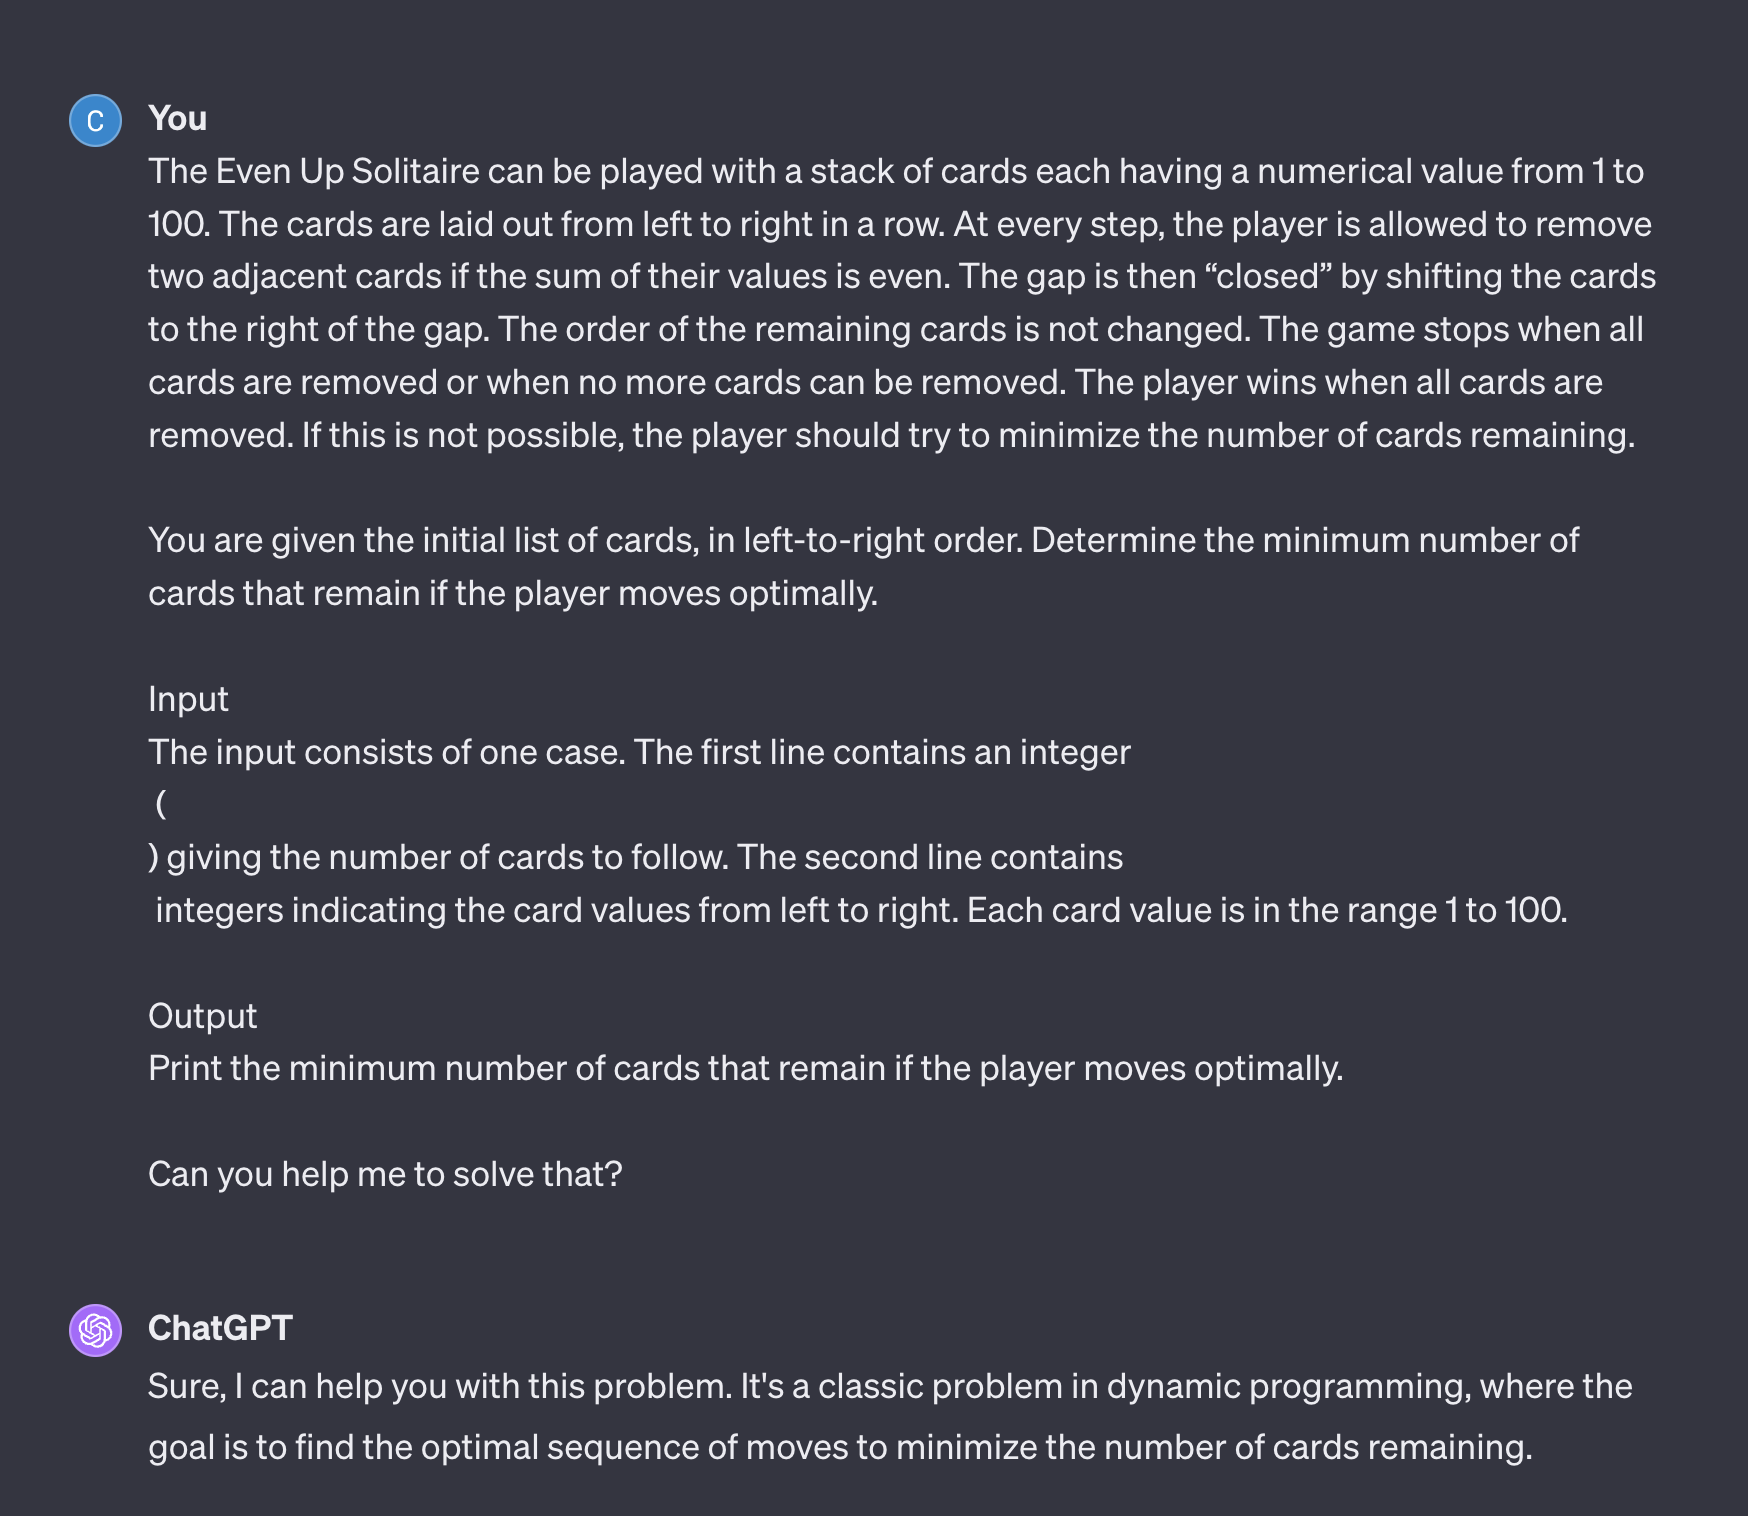 C
You
The Even Up Solitaire can be played with a stack of cards each having a numerical value from 1 to
100. The cards are laid out from left to right in a row. At every step, the player is allowed to remove
two adjacent cards if the sum of their values is even. The gap is then “closed” by shifting the cards
to the right of the gap. The order of the remaining cards is not changed. The game stops when all
cards are removed or when no more cards can be removed. The player wins when all cards are
removed. If this is not possible, the player should try to minimize the number of cards remaining.
You are given the initial list of cards, in left-to-right order. Determine the minimum number of
cards that remain if the player moves optimally.
Input
The input consists of one case. The first line contains an integer
(
) giving the number of cards to follow. The second line contains
integers indicating the card values from left to right. Each card value is in the range 1 to 100.
Output
Print the minimum number of cards that remain if the player moves optimally.
Can you help me to solve that?
ChatGPT
Sure, I can help you with this problem. It's a classic problem in dynamic programming, where the
goal is to find the optimal sequence of moves to minimize the number of cards remaining.